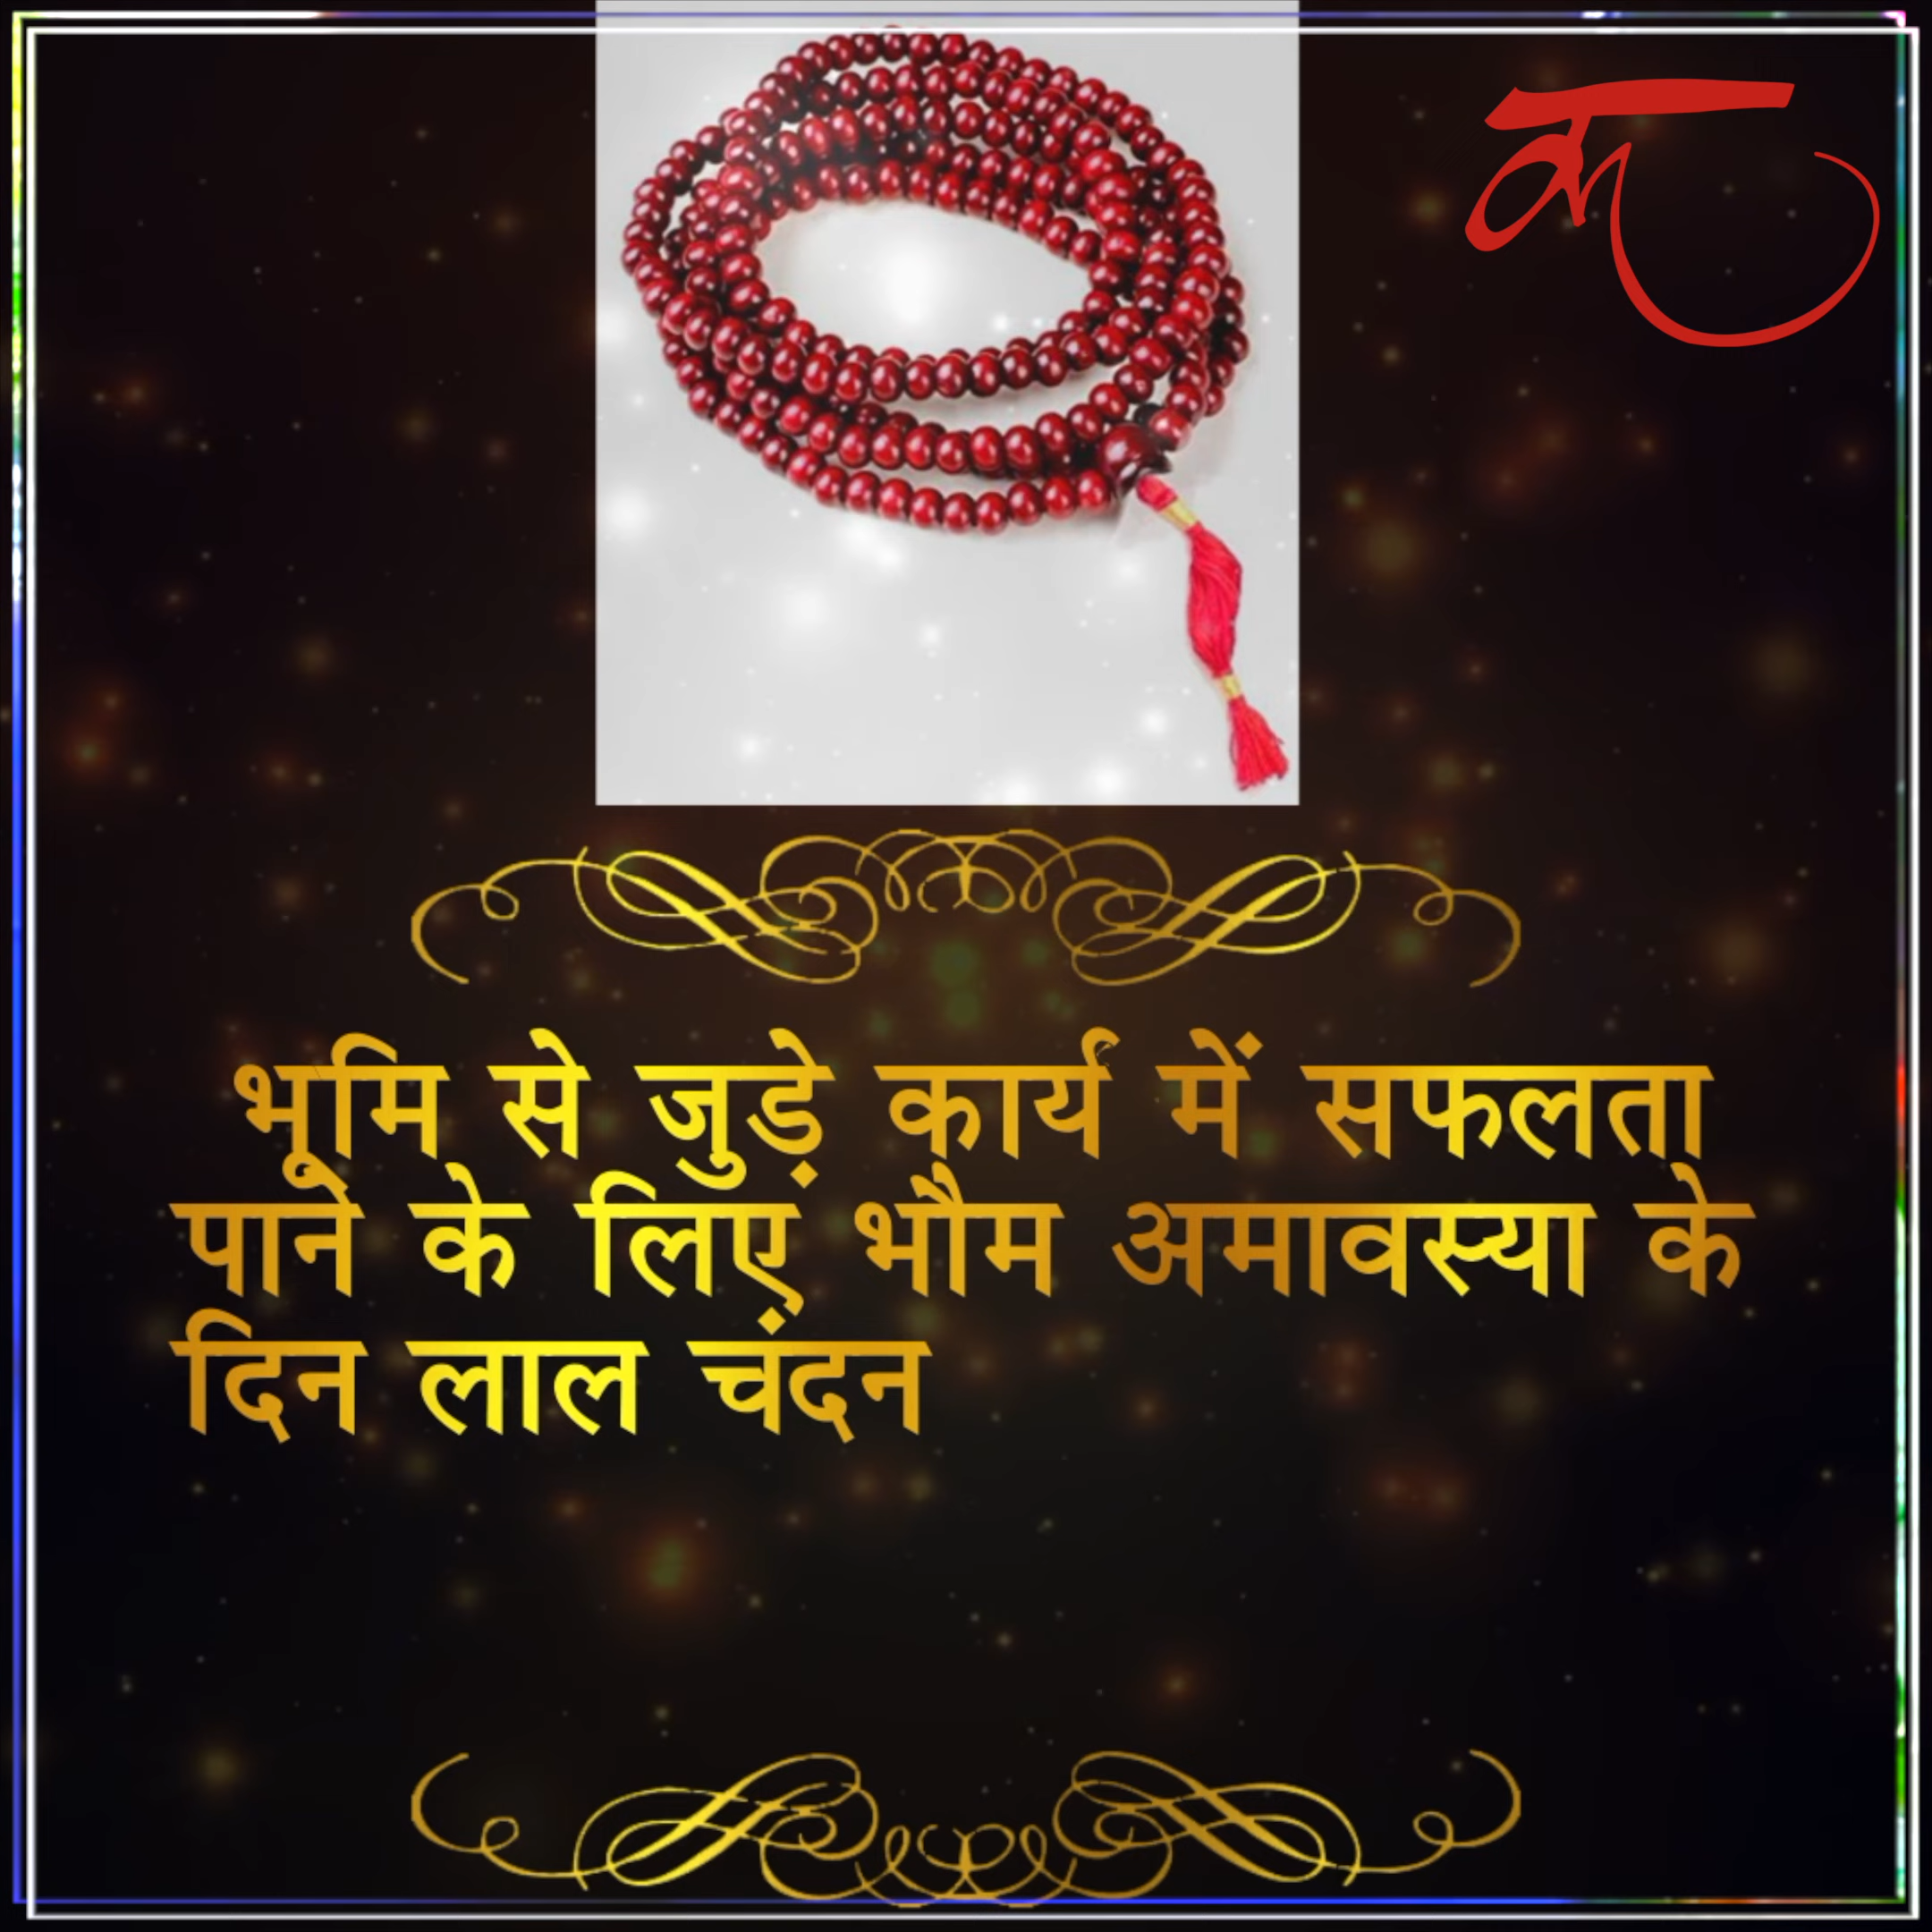 क
भूमि से जुड़े कार्य में सफलता
पाने के लिए भौम अमावस्या के
दिन लाल चंदन